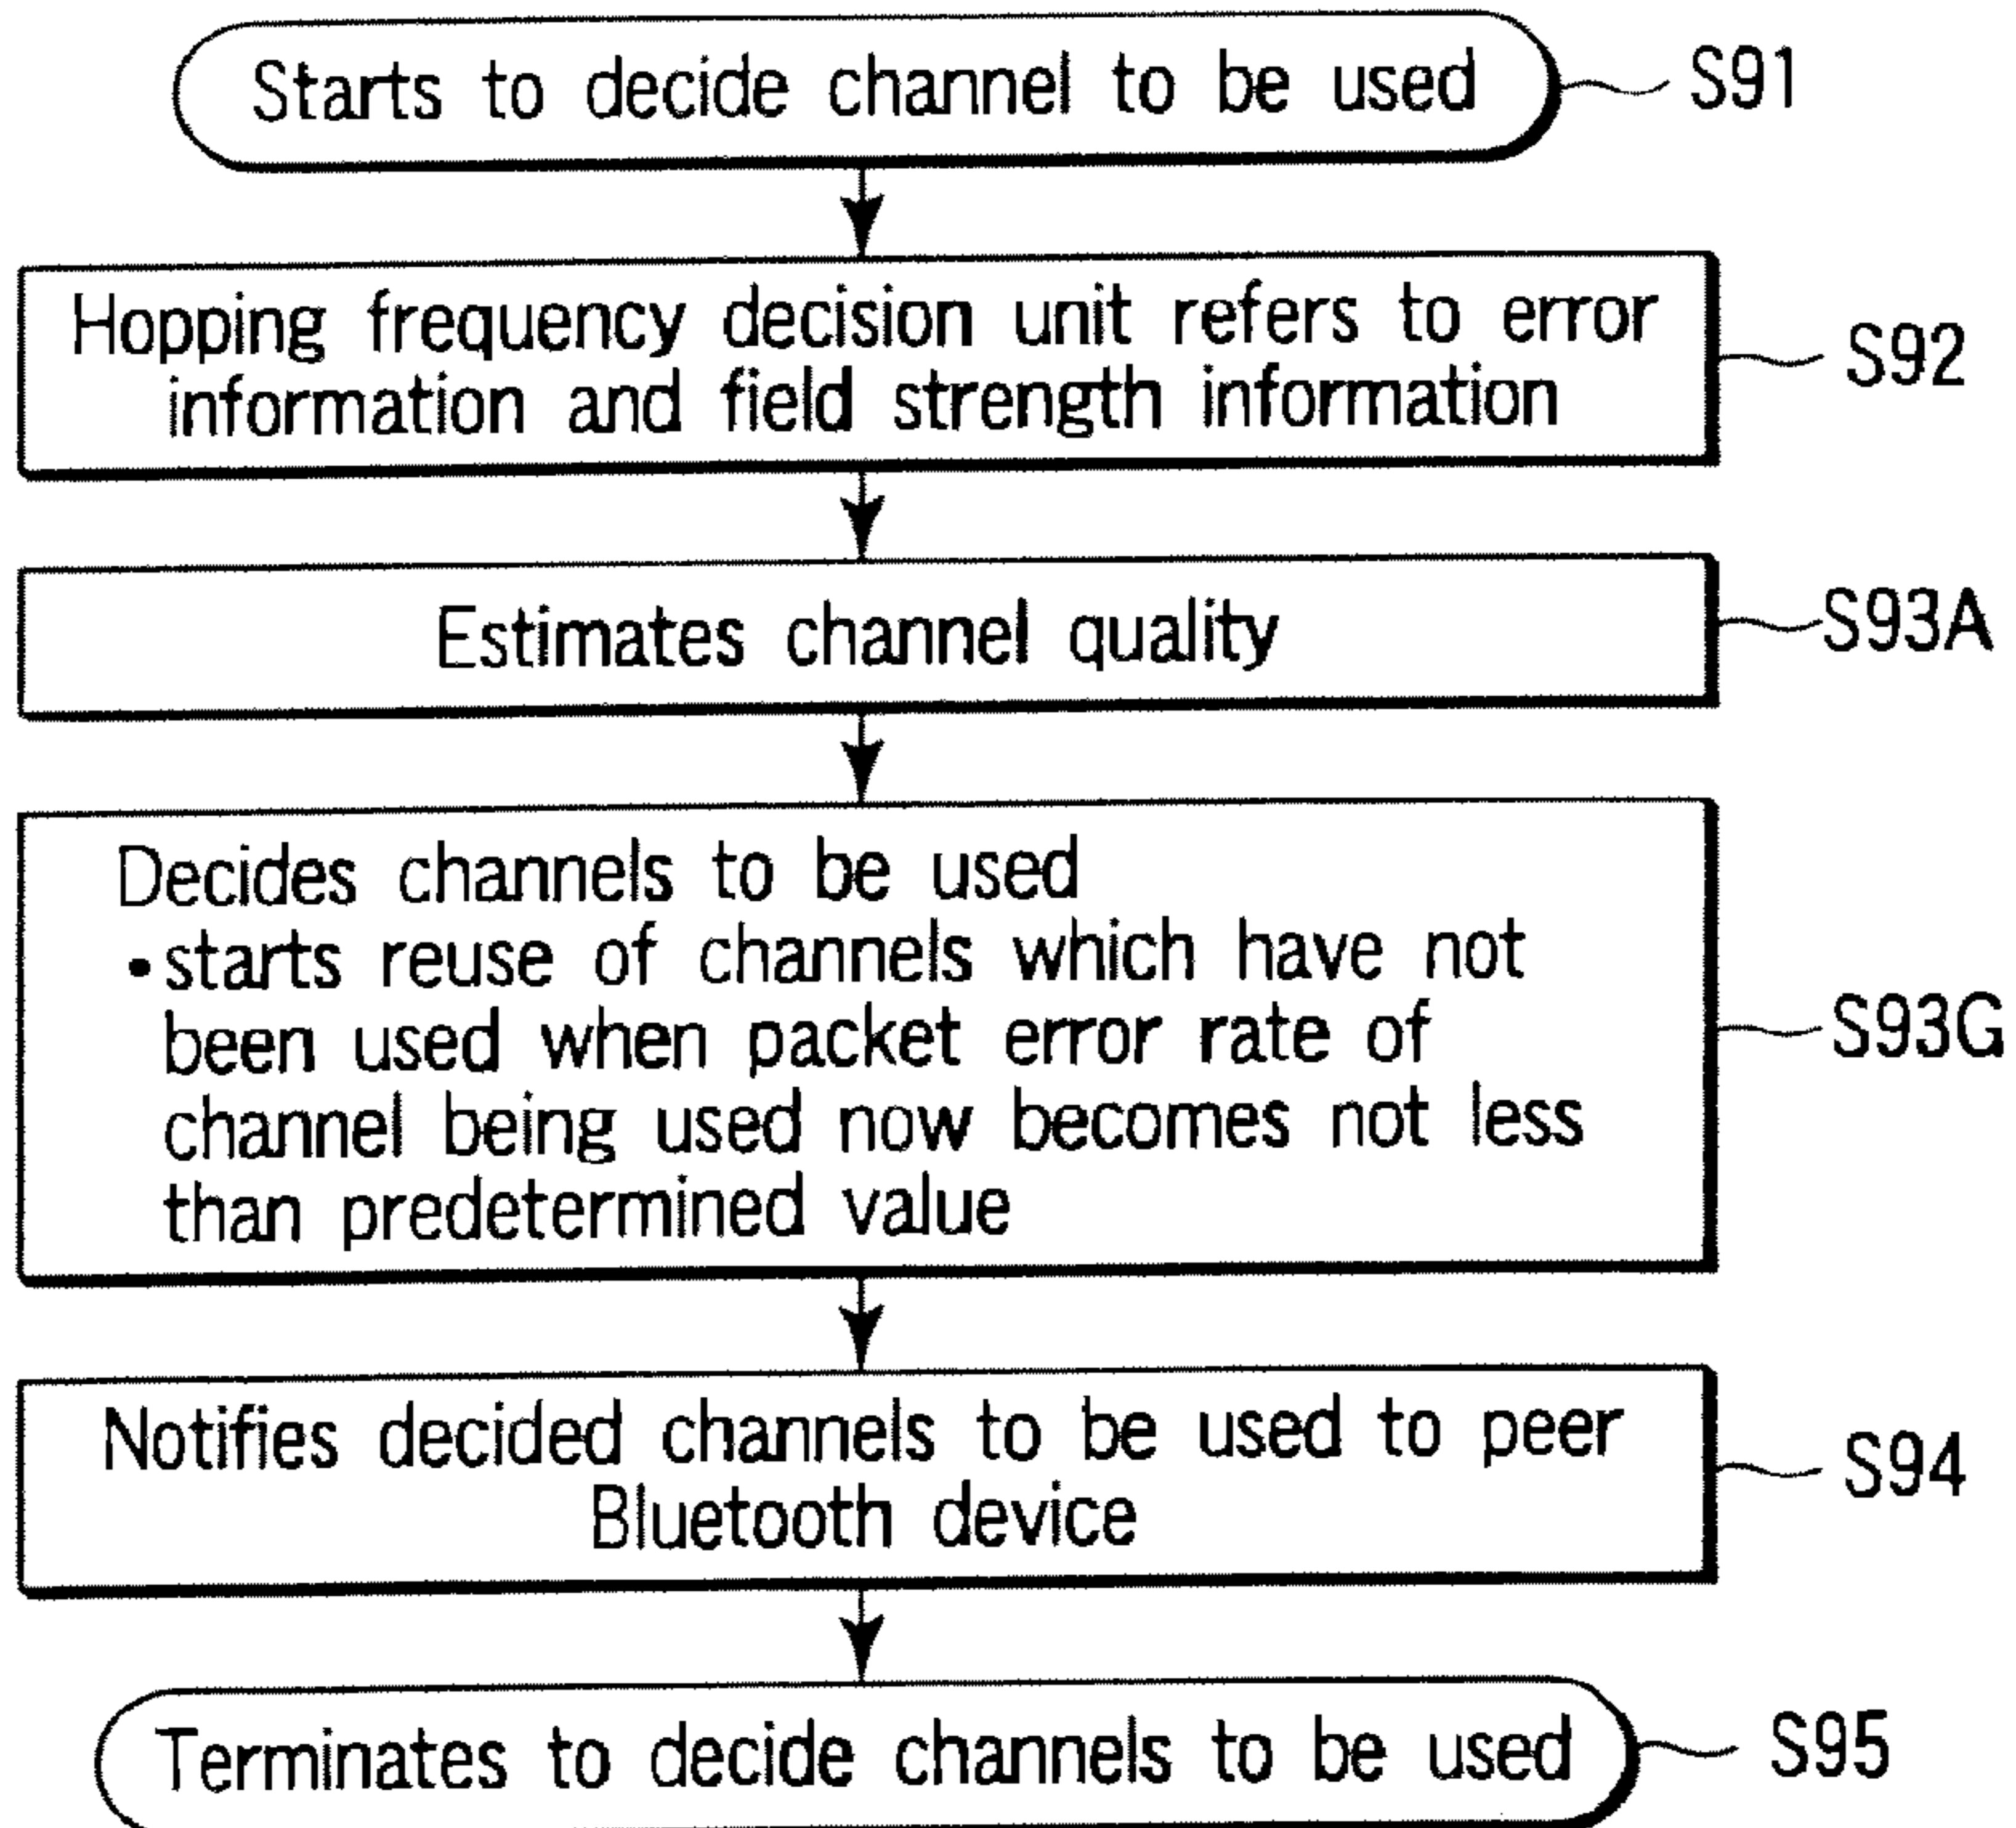 Starts to decide channel to be used
S91
Hopping frequency decision unit refers to error
information and field strength information
S92
Estimates channel quality
S93A
Decides channels to be used
•starts reuse of channels which have not
been used when packet error rate of
channel being used now becomes not less
than predetermined value
S93G
Notifies decided channels to be used to peer
Bluetooth device
S94
Terminates to decide channels to be used
S95